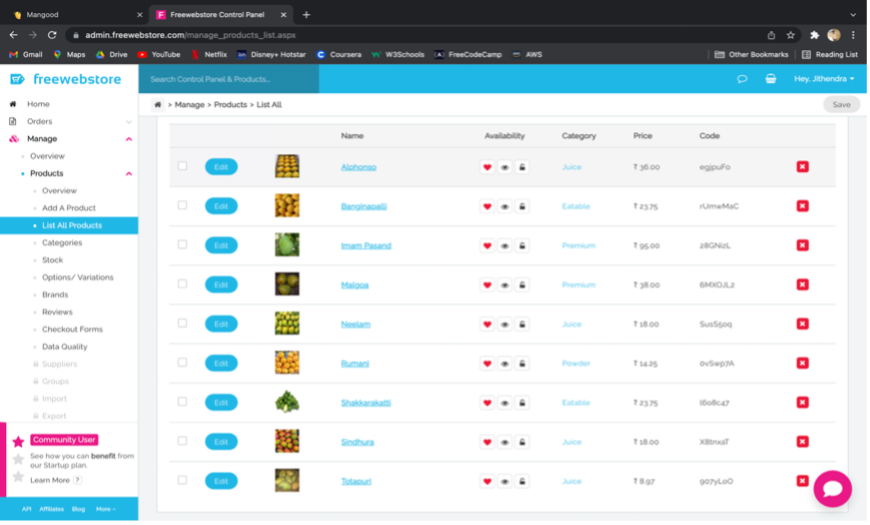 Mangood
Freewebstore Control Panel
admin.freewebstore.com/manage_products_list.aspx
Gmail Maps Drive YouTube Netflix Disney+ Hotstar Coursera W3Schools FreeCodeCamp AWS Other Bookmarks Reading List
freewebstore
Search Control Panel & Products...
Hey, Jithendra
> Manage > Products > List All
Save
Home
Orders
Manage
Overview
Products
Overview
Add A Product
List All Products
Categories
Stock
Options/ Variations
Brands
Reviews
Checkout Forms
Data Quality
Suppliers
Groups
Import
Export
Community User
See how you can benefit from
our Startup plan.
Learn More ?
API Affiliates Blog More
Name Availability Category Price Code
Edit Alphonso Juice ₹ 36.00 egjpuFo
Edit Banginapalli Eatable ₹ 23.75 rUmwMaC
Edit Imam Pasand Premium ₹ 95.00
Edit Malgoa Premium ₹ 38.00 6MXOJL2
Edit Neelam Juice ₹ 18.00 SusS5oq
Edit Rumani Powder ₹ 14.25 ovSwp7A
Edit Shakkarakatti Eatable ₹ 23.75 I6o8c47
Edit Sindhura Juice ₹ 18.00 X8tnxaT
Edit Totapuri Juice ₹ 8.97 907yLoO